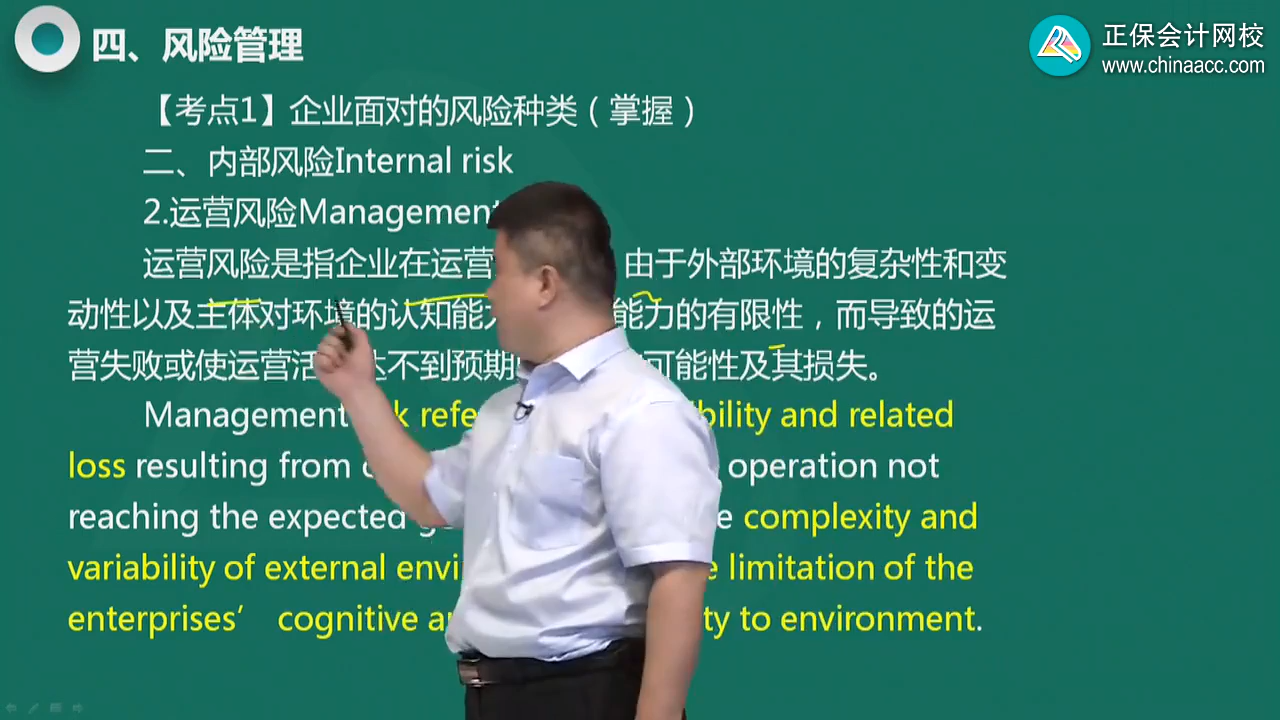 四、风险管理
正保会计网校
www.chinaacc.com
【考点1】企业面对的风险种类（掌握）
二、内部风险Internal risk
2.运营风险Management
运营风险是指企业在运营 由于外部环境的复杂性和变
动性以及主体对环境的认知能 能力的有限性，而导致的运
营失败或使运营活 达不到预期 可能性及其损失。
Management refe and related
loss resulting from operation not
reaching the expected complexity and
variability of external limitation of the
enterprises’ cognitive to environment.